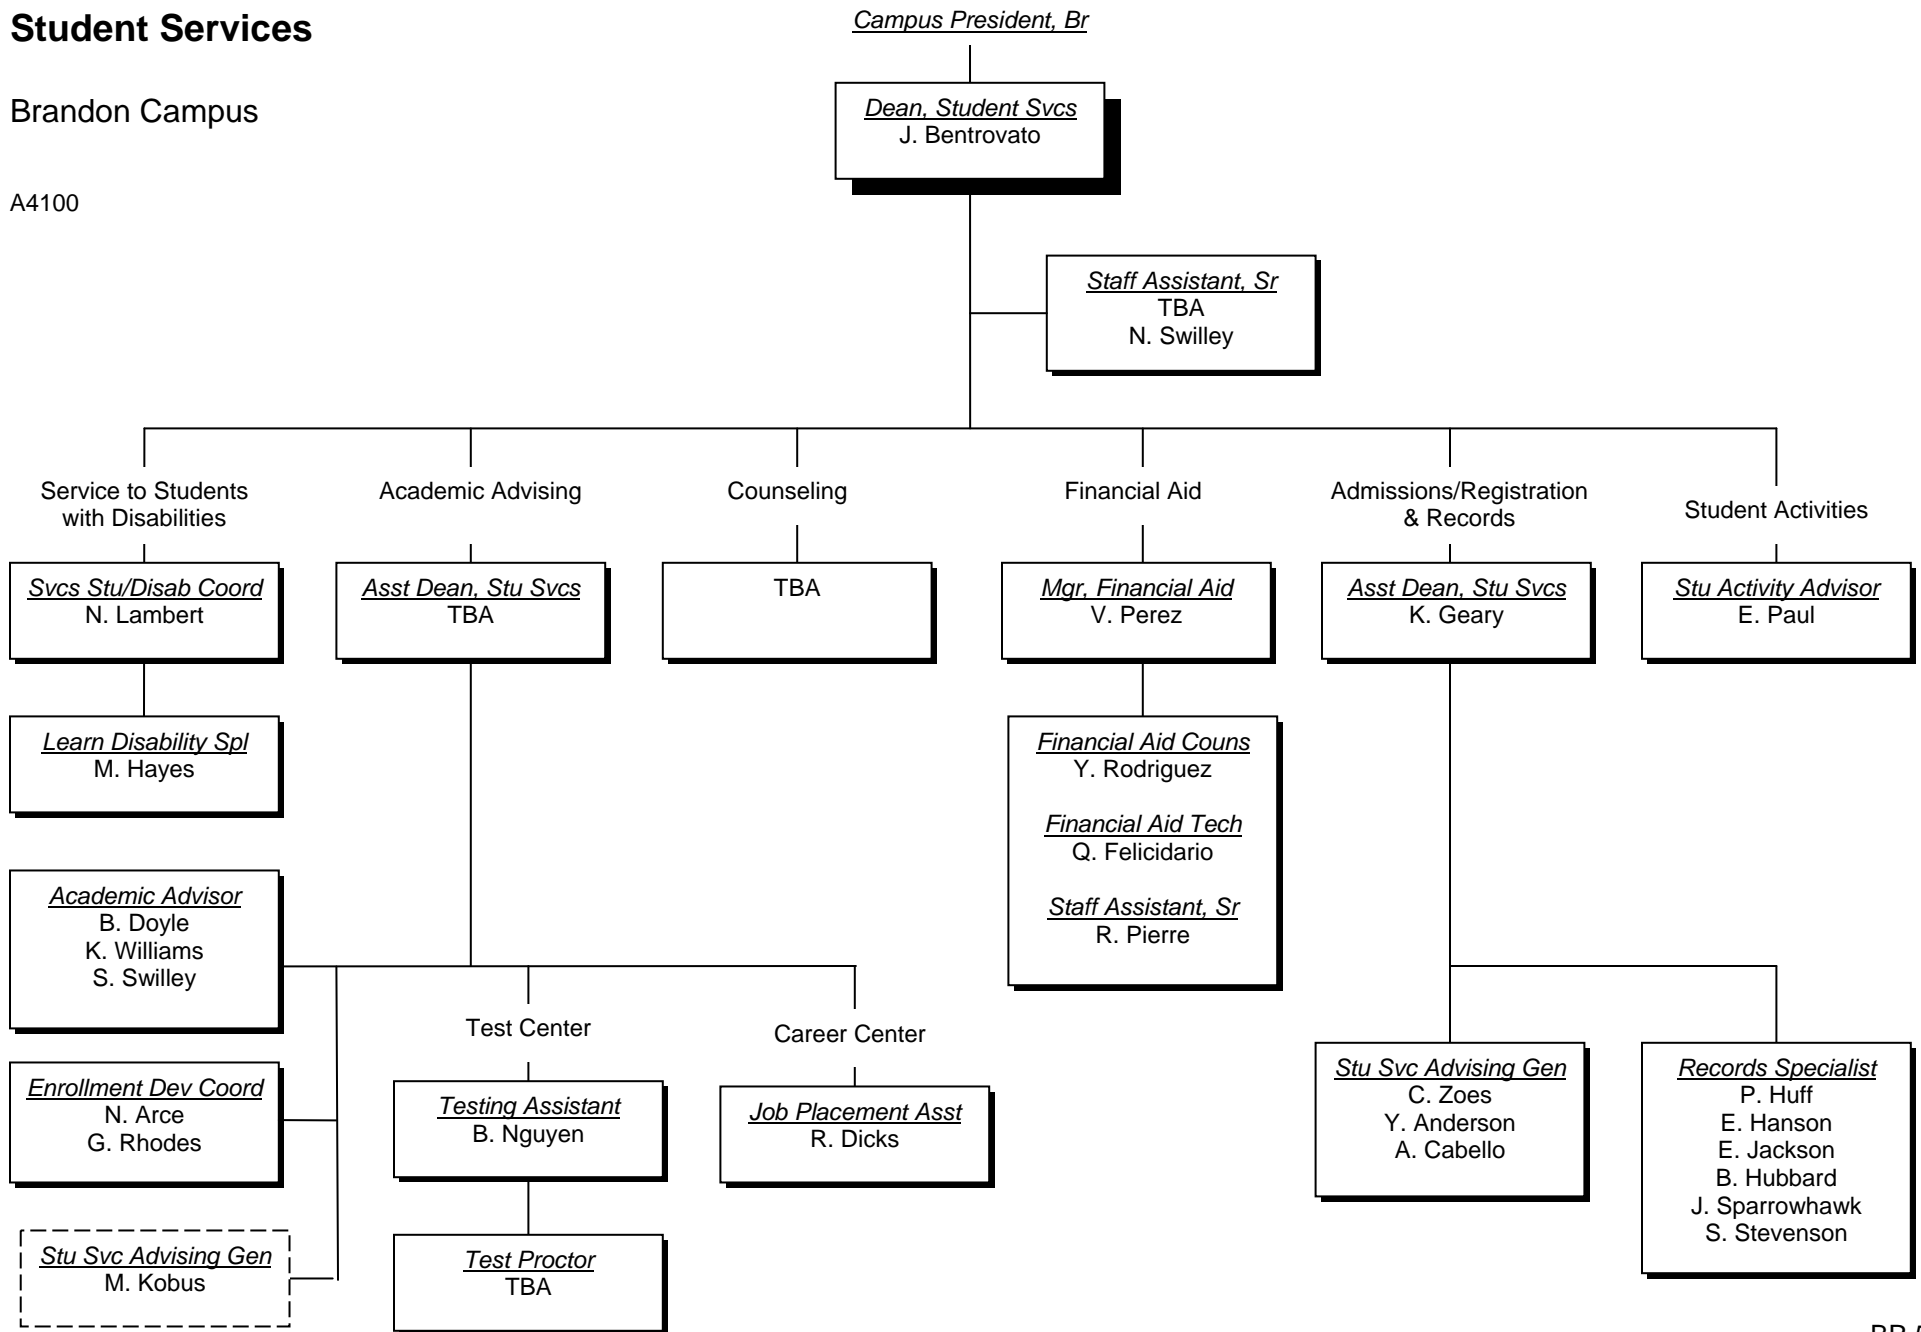 Student Services
Brandon Campus
A4100
Campus President, Br
Dean, Student Svcs
J. Bentrovato
Staff Assistant, Sr
TBA
N. Swilley
Service to Students
with Disabilities
Academic Advising
Counseling
Financial Aid
Admissions/Registration
& Records
Student Activities
Svcs Stu/Disab Coord
N. Lambert
Asst Dean, Stu Svcs
TBA
TBA
Mgr, Financial Aid
V. Perez
Asst Dean, Stu Svcs
K. Geary
Stu Activity Advisor
E. Paul
Learn Disability Spl
M. Hayes
Financial Aid Couns
Y. Rodriguez
Financial Aid Tech
Q. Felicidario
Staff Assistant, Sr
R. Pierre
Academic Advisor
B. Doyle
K. Williams
S. Swilley
Enrollment Dev Coord
N. Arce
G. Rhodes
Stu Svc Advising Gen
M. Kobus
Test Center
Testing Assistant
B. Nguyen
Test Proctor
TBA
Career Center
Job Placement Asst
R. Dicks
Stu Svc Advising Gen
C. Zoes
Y. Anderson
A. Cabello
Records Specialist
P. Huff
E. Hanson
E. Jackson
B. Hubbard
J. Sparrowhawk
S. Stevenson